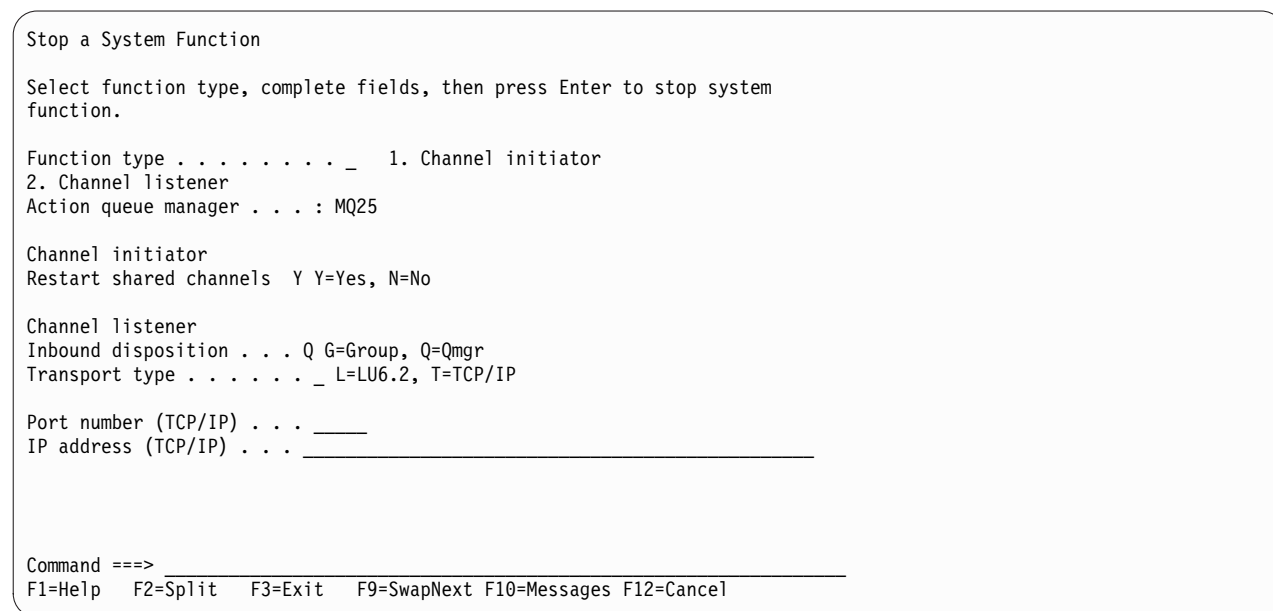 Stop a System Function
Select function type, complete fields, then press Enter to stop system
function.
Function type . . . . . . . . _ 1. Channel initiator
2. Channel listener
Action queue manager . . . : MQ25
Channel initiator
Restart shared channels Y Y=Yes, N=No
Channel listener
Inbound disposition . . . Q G=Group, Q=Qmgr
Transport type . . . . . . _ L=LU6.2, T=TCP/IP
Port number (TCP/IP) . . . _____
IP address (TCP/IP) . . . ________________________________________________
Command ===> ________________________________________________________________
F1=Help F2=Split F3=Exit F9=SwapNext F10=Messages F12=Cancel